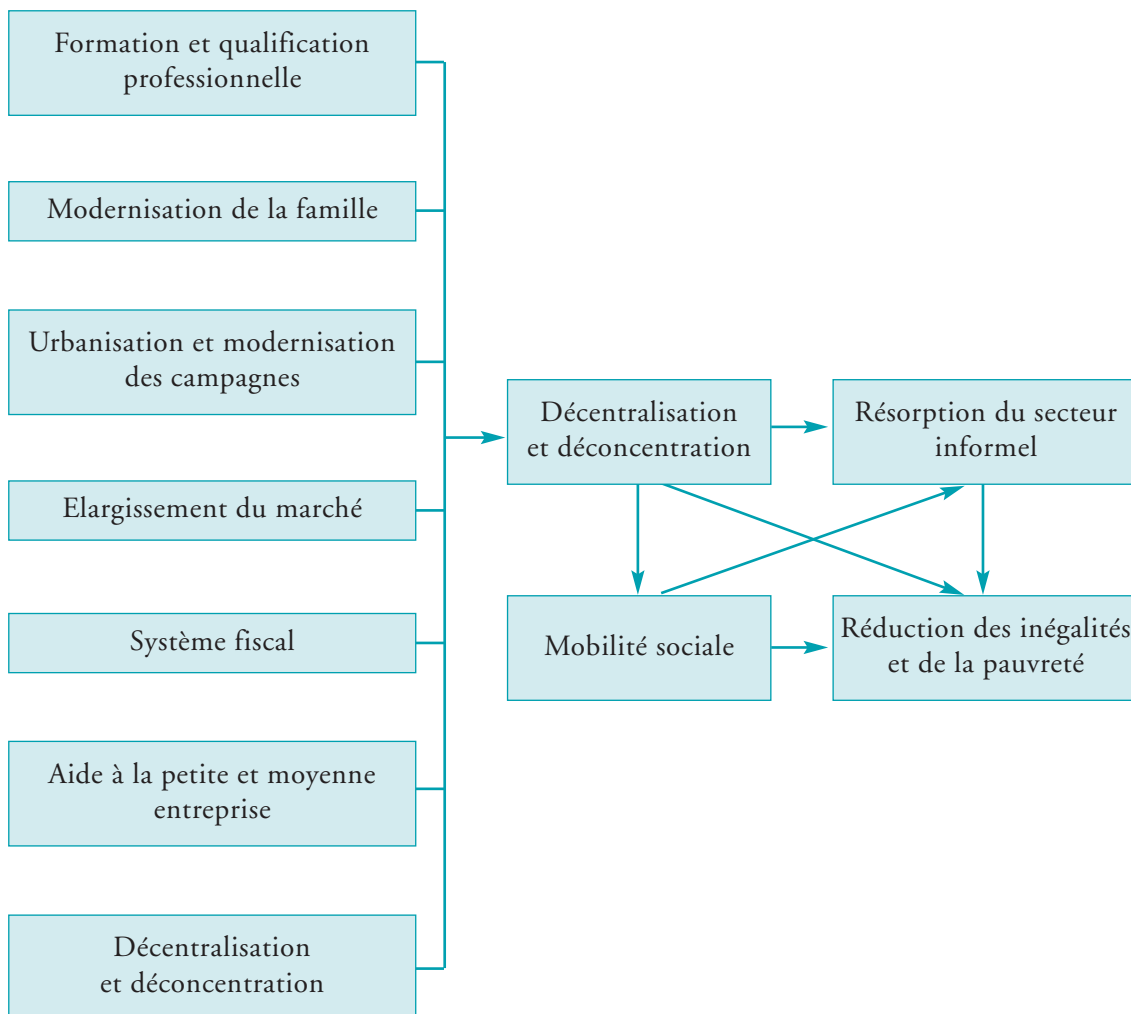 Formation et qualification
professionnelle
Modernisation de la famille
Urbanisation et modernisation
des campagnes
Elargissement du marché
Système fiscal
Aide à la petite et moyenne
entreprise
Décentralisation
et déconcentration
Décentralisation
et déconcentration
Résorption du secteur
informel
Mobilité sociale
Réduction des inégalités
et de la pauvreté